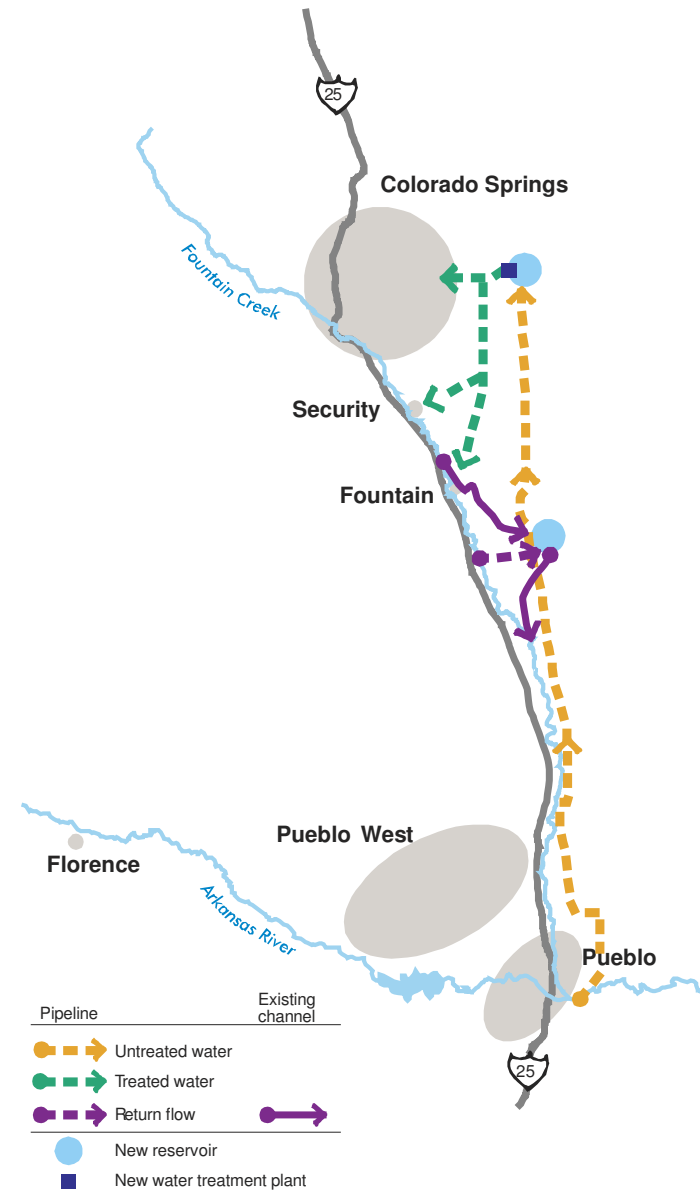 25
Colorado Springs
Fountain Creek
Security
Fountain
Pueblo West
Florence
Arkansas River
Pueblo
Pipeline
Existing
channel
Untreated water
Treated water
Return flow
25
New reservoir
New water treatment plant